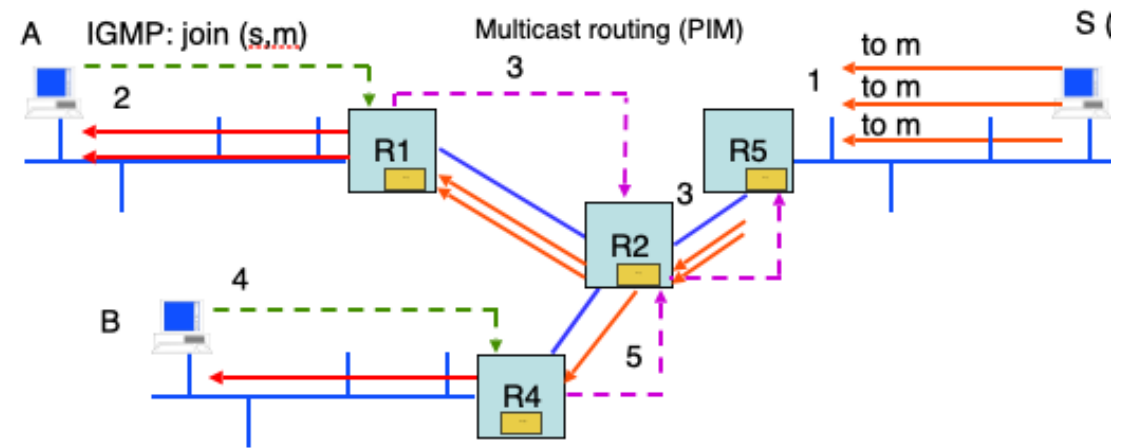 A
IGMP: join (s,m)
Multicast routing (PIM)
S (
2
3
1
to m
to m
to m
R1
R5
3
R2
4
B
5
R4